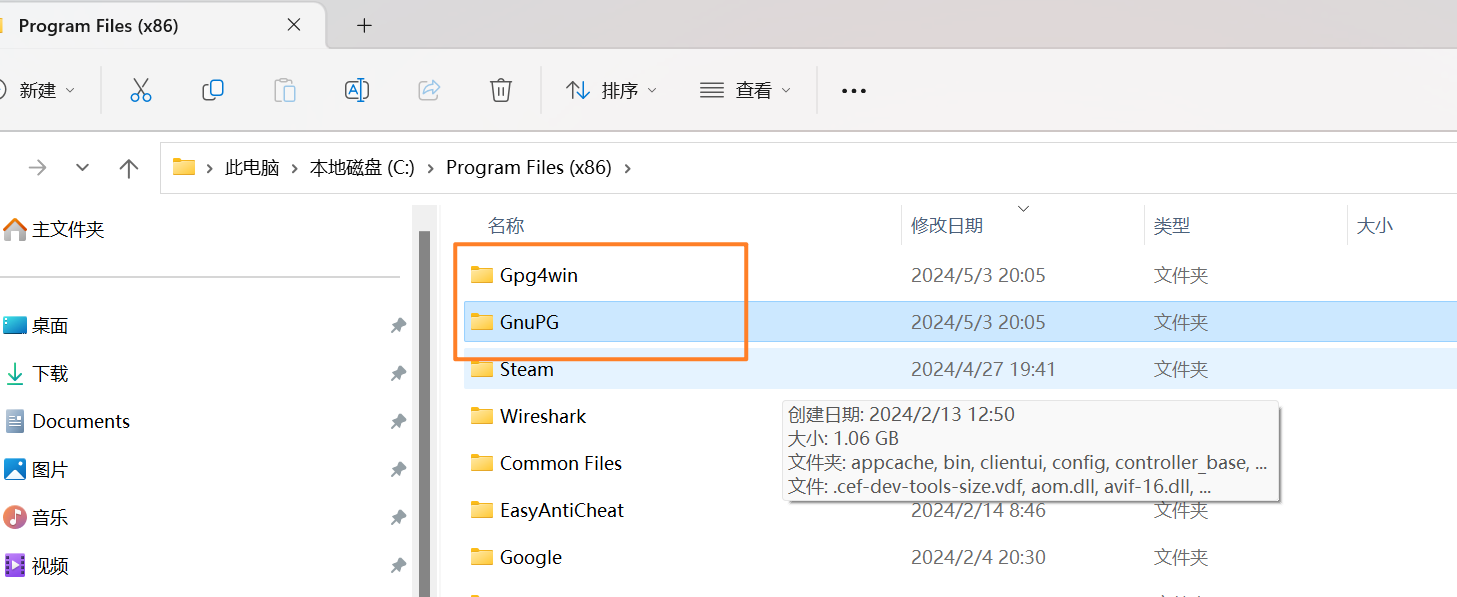 Program Files (x86)
新建
排序
查看
此电脑 本地磁盘 (C:) Program Files (x86)
主文件夹
桌面
下载
Documents
图片
音乐
视频
名称 修改日期 类型 大小
Gpg4win 2024/5/3 20:05 文件夹
GnuPG 2024/5/3 20:05 文件夹
Steam 2024/4/27 19:41 文件夹
Wireshark
Common Files
EasyAntiCheat 2024/2/14 8:46 文件夹
Google 2024/2/4 20:30 文件夹
创建日期: 2024/2/13 12:50
大小: 1.06 GB
文件夹: appcache, bin, clientui, config, controller_base, ...
文件: .cef-dev-tools-size.vdf, aom.dll, avif-16.dll, ...